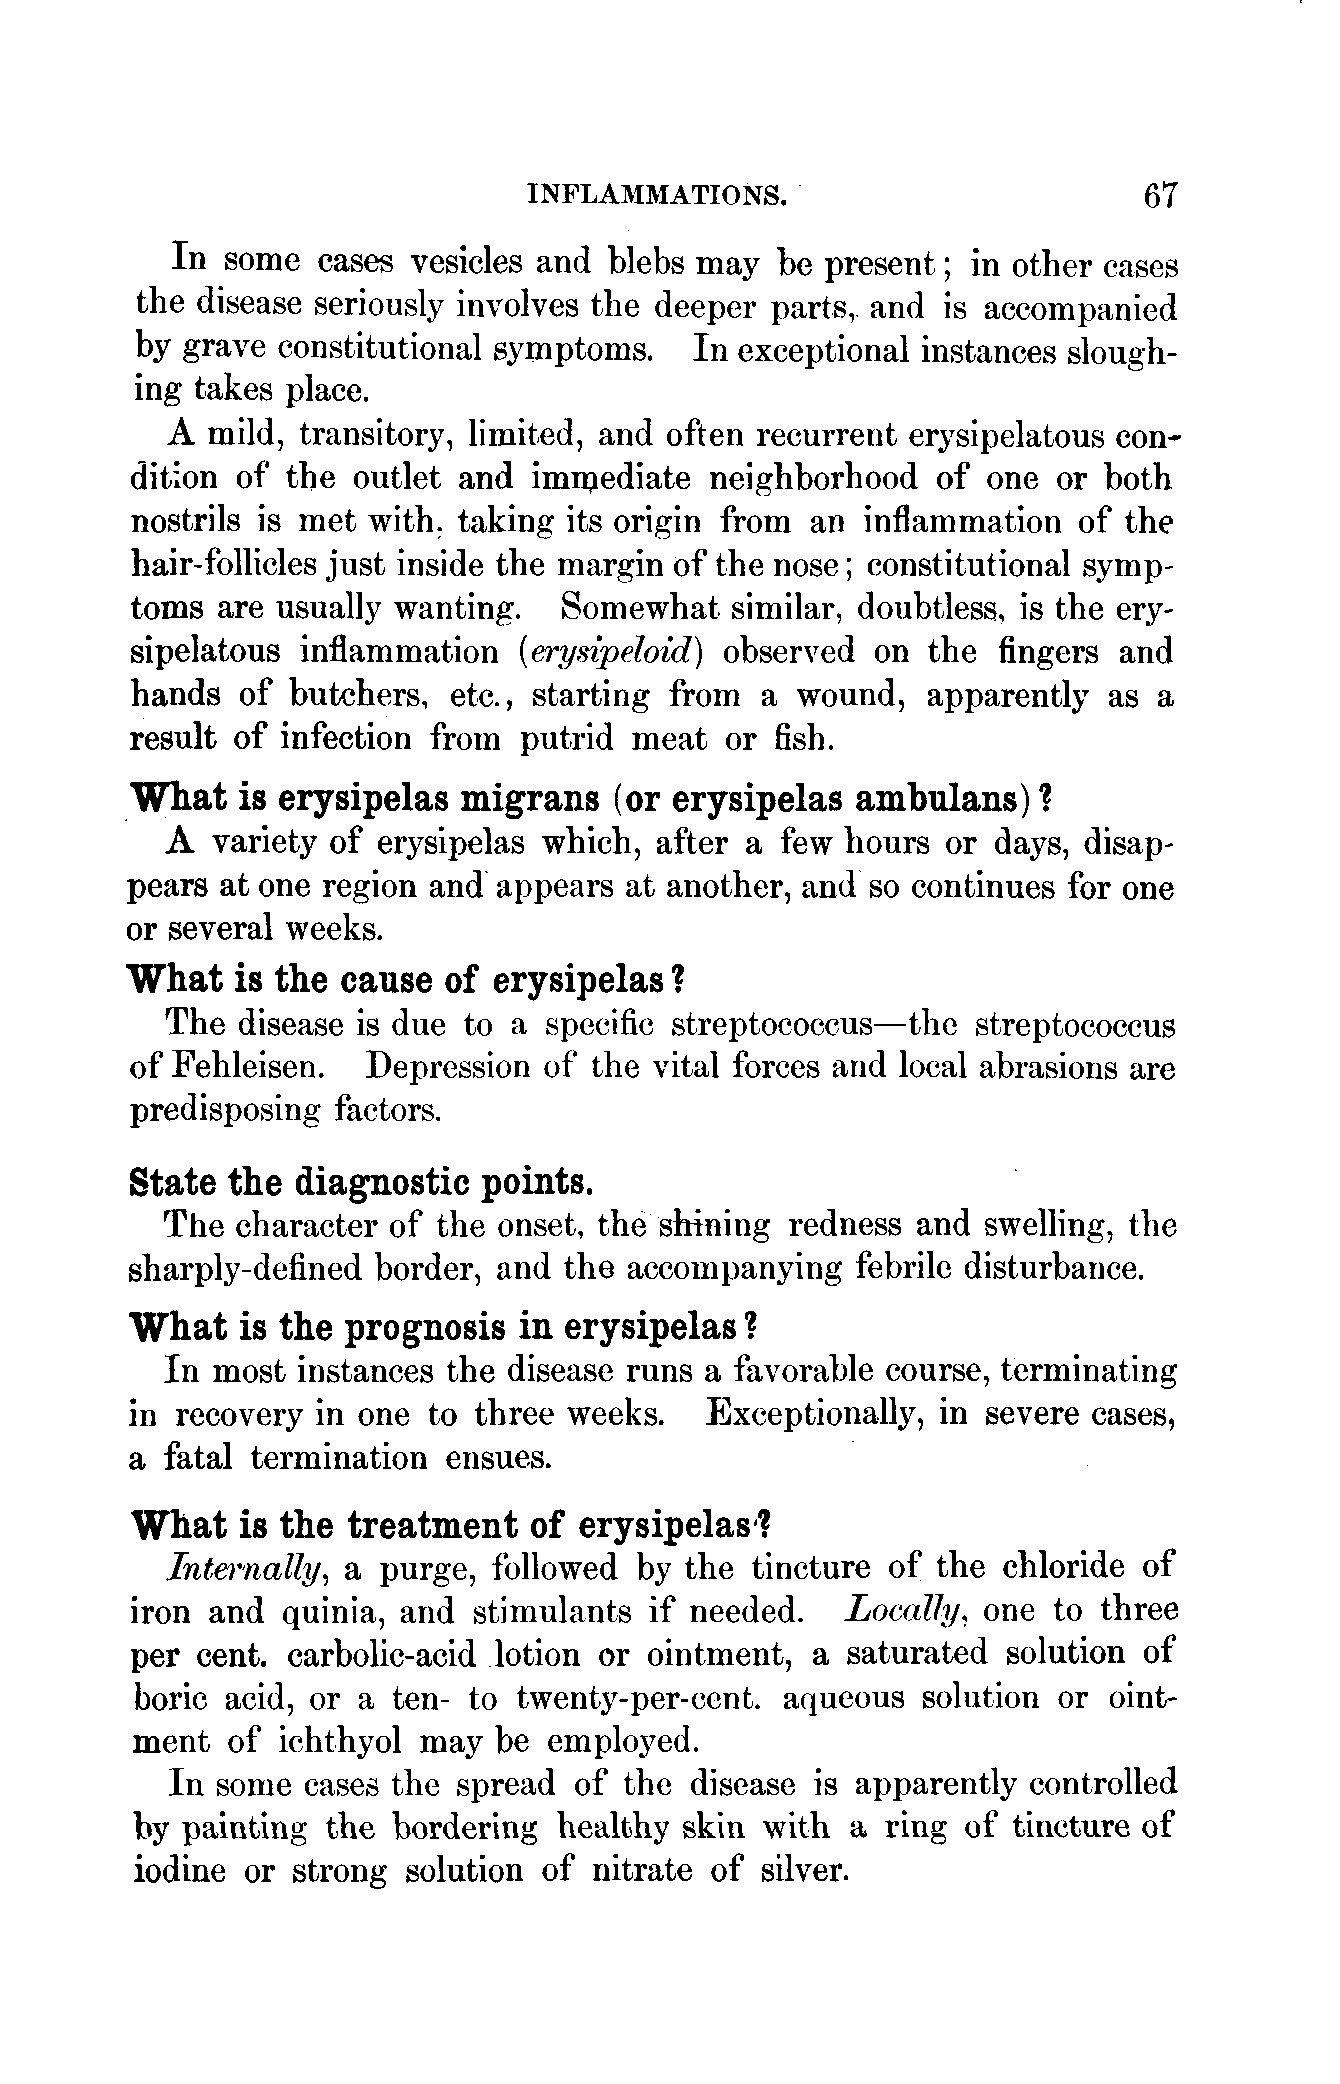 INFLAMMATIONS. 67
In some cases vesicles and blebs may be present; in other cases
the disease seriously involves the deeper parts, and is accompanied
by grave constitutional symptoms. In exceptional instances slough-
ing takes place.
A mild, transitory, limited, and often recurrent erysipelatous con-
dition of the outlet and immediate neighborhood of one or both
nostrils is met with, taking its origin from an inflammation of the
hair-follicles just inside the margin of the nose; constitutional symp-
toms are usually wanting. Somewhat similar, doubtless, is the ery-
sipelatous inflammation (erysipeloid) observed on the fingers and
hands of butchers, etc., starting from a wound, apparently as a
result of infection from putrid meat or fish.
What is erysipelas migrans (or erysipelas ambulans)?
A variety of erysipelas which, after a few hours or days, disap-
pears at one region and appears at another, and so continues for one
or several weeks.
What is the cause of erysipelas?
The disease is due to a specific streptococcus—the streptococcus
of Fehleisen. Depression of the vital forces and local abrasions are
predisposing factors.
State the diagnostic points.
The character of the onset, the shining redness and swelling, the
sharply-defined border, and the accompanying febrile disturbance.
What is the prognosis in erysipelas?
In most instances the disease runs a favorable course, terminating
in recovery in one to three weeks. Exceptionally, in severe cases,
a fatal termination ensues.
What is the treatment of erysipelas?
Internally, a purge, followed by the tincture of the chloride of
iron and quinia, and stimulants if needed. Locally, one to three
per cent. carbolic-acid lotion or ointment, a saturated solution of
boric acid, or a ten- to twenty-per-cent. aqueous solution or oint-
ment of ichthyol may be employed.
In some cases the spread of the disease is apparently controlled
by painting the bordering healthy skin with a ring of tincture of
iodine or strong solution of nitrate of silver.